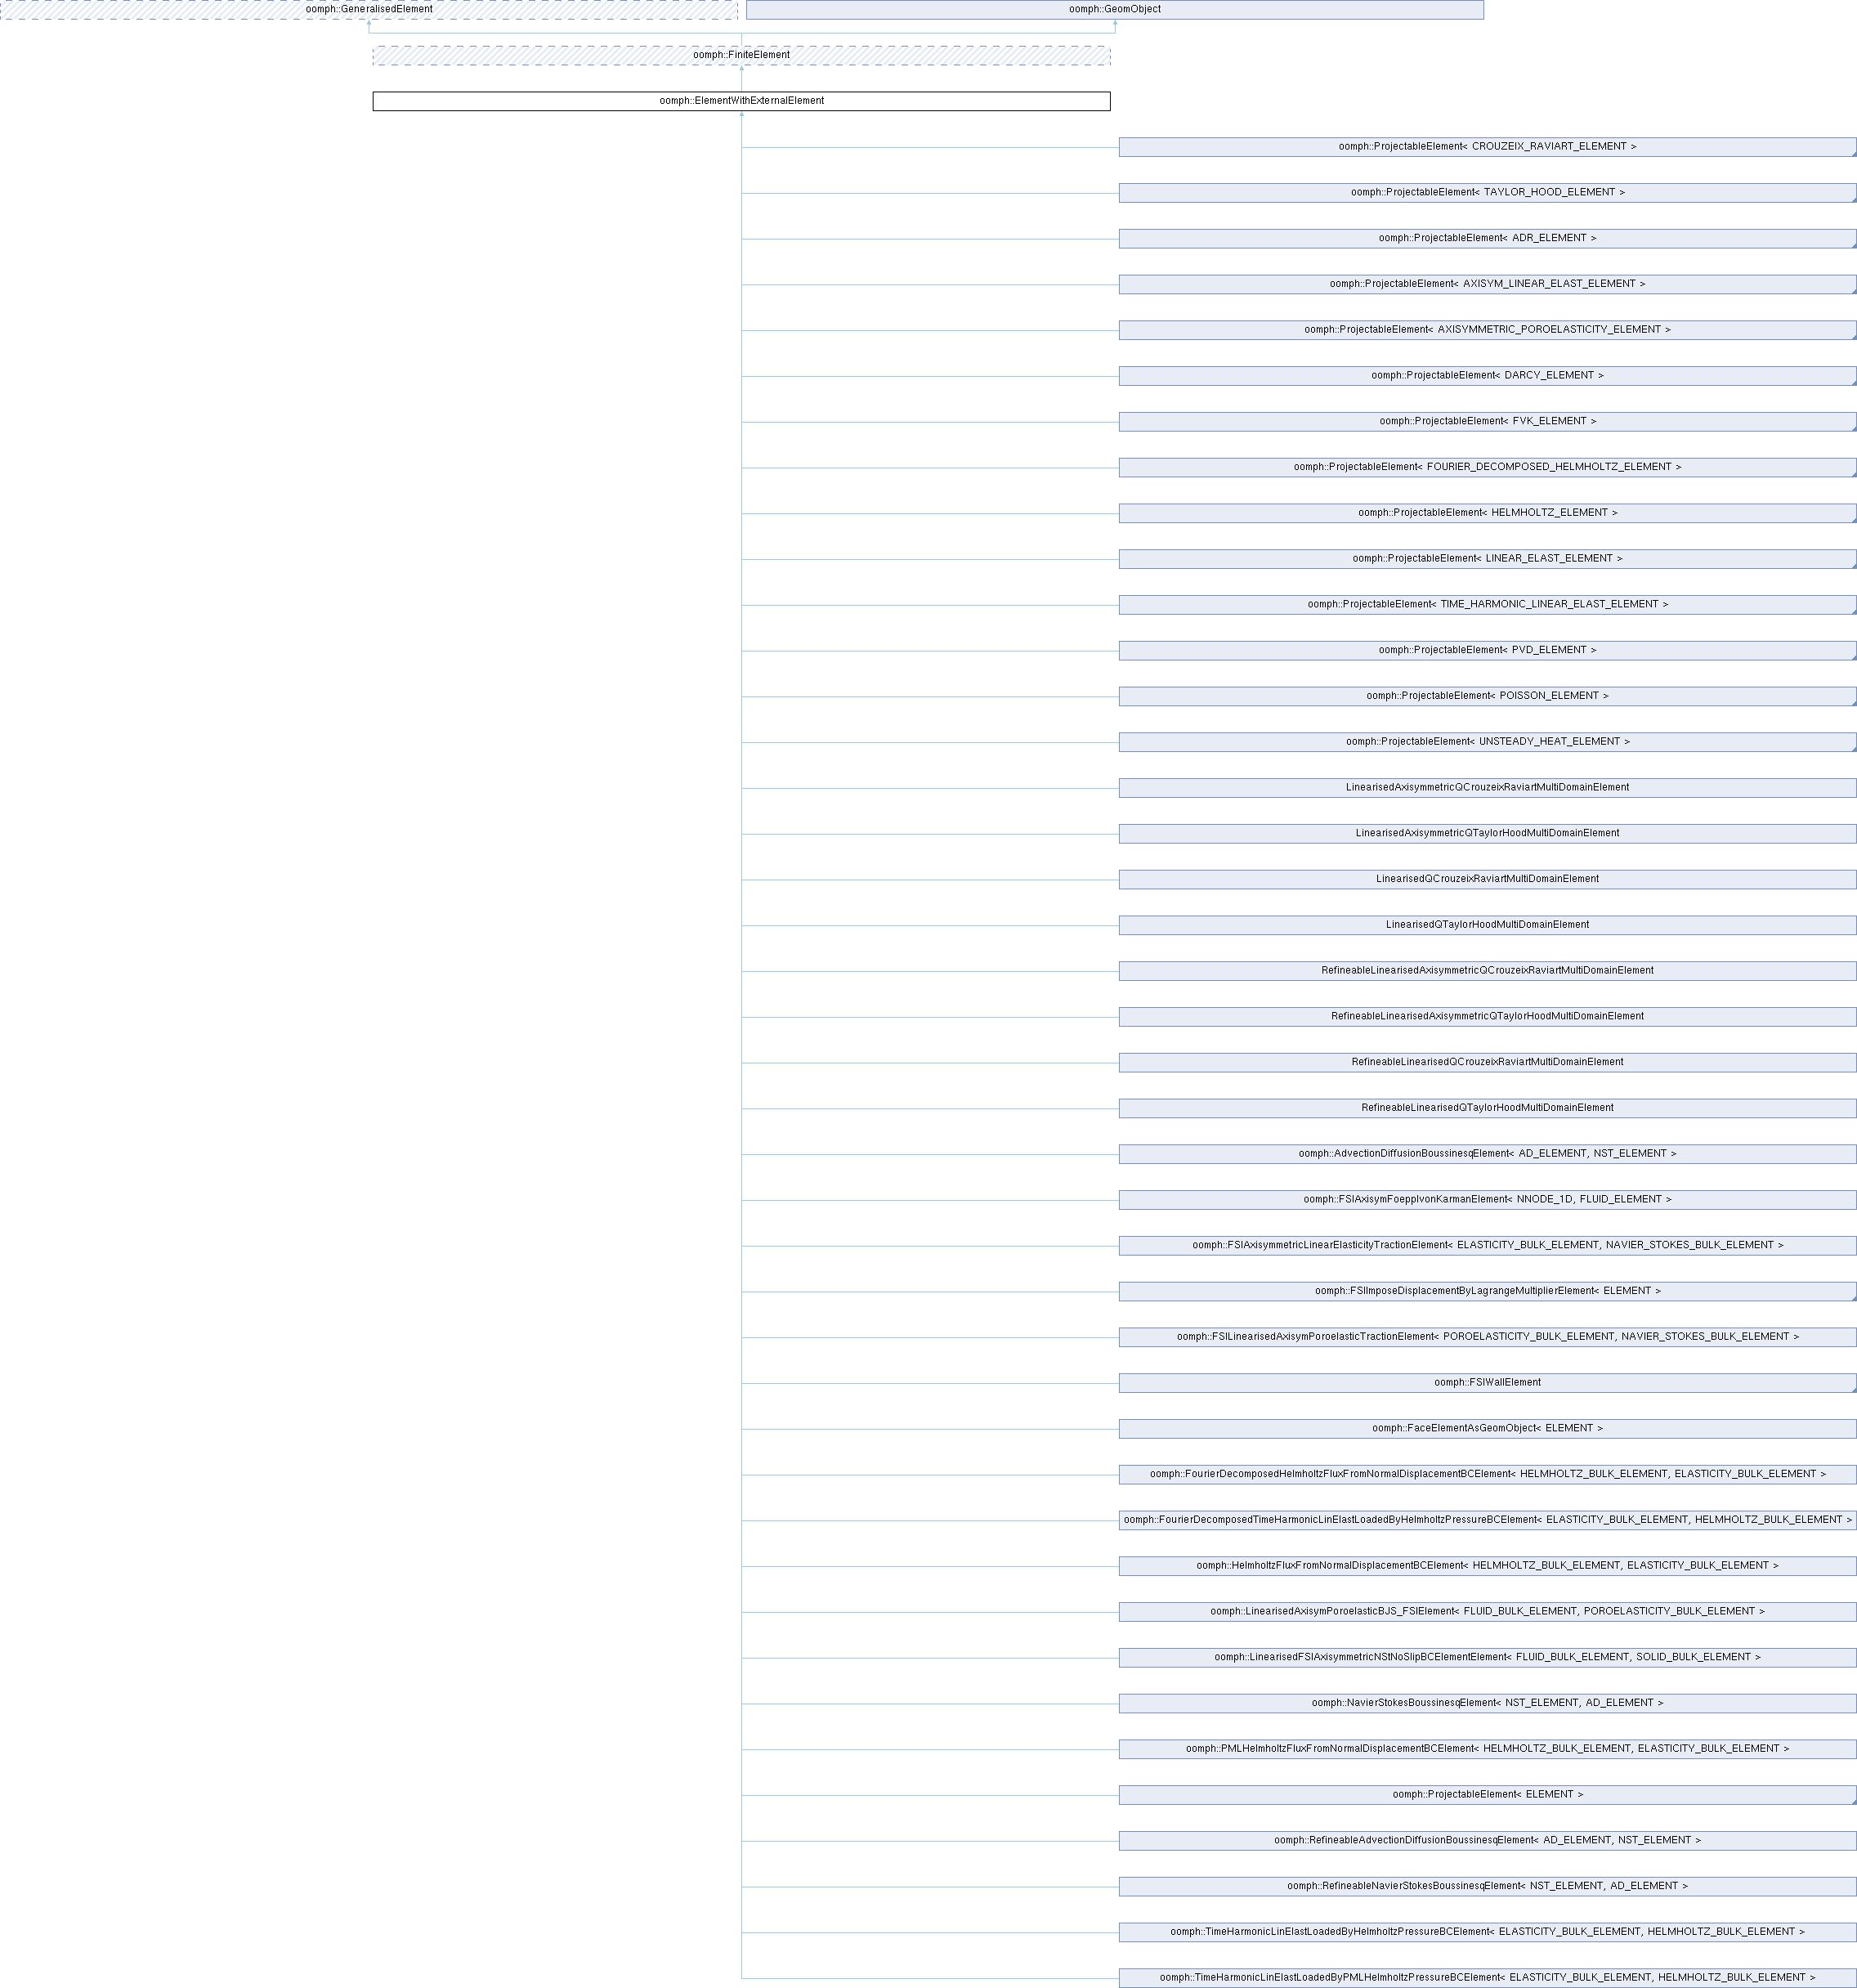 oomph::GeneralisedElement
oomph::GeomObject
oomph::FiniteElement
oomph::ElementWithExternalElement
oomph::ProjectableElement< CROUZEIX_RAVIART_ELEMENT >
oomph::ProjectableElement< TAYLOR_HOOD_ELEMENT >
oomph::ProjectableElement< ADR_ELEMENT >
oomph::ProjectableElement< AXISYM_LINEAR_ELAST_ELEMENT >
oomph::ProjectableElement< AXISYMMETRIC_POROELASTICITY_ELEMENT >
oomph::ProjectableElement< DARCY_ELEMENT >
oomph::ProjectableElement< FVK_ELEMENT >
oomph::ProjectableElement< FOURIER_DECOMPOSED_HELMHOLTZ_ELEMENT >
oomph::ProjectableElement< HELMHOLTZ_ELEMENT >
oomph::ProjectableElement< LINEAR_ELAST_ELEMENT >
oomph::ProjectableElement< TIME_HARMONIC_LINEAR_ELAST_ELEMENT >
oomph::ProjectableElement< PVD_ELEMENT >
oomph::ProjectableElement< POISSON_ELEMENT >
oomph::ProjectableElement< UNSTEADY_HEAT_ELEMENT >
LinearisedAxisymmetricQCrouzeixRaviartMultiDomainElement
LinearisedAxisymmetricQTaylorHoodMultiDomainElement
LinearisedQCrouzeixRaviartMultiDomainElement
LinearisedQTaylorHoodMultiDomainElement
RefineableLinearisedAxisymmetricQCrouzeixRaviartMultiDomainElement
RefineableLinearisedAxisymmetricQTaylorHoodMultiDomainElement
RefineableLinearisedQCrouzeixRaviartMultiDomainElement
RefineableLinearisedQTaylorHoodMultiDomainElement
oomph::AdvectionDiffusionBoussinesqElement< AD_ELEMENT, NST_ELEMENT >
oomph::FSIAxisymFoepplvonKarmanElement< NNODE_1D, FLUID_ELEMENT >
oomph::FSIAxisymmetricLinearElasticityTractionElement< ELASTICITY_BULK_ELEMENT, NAVIER_STOKES_BULK_ELEMENT >
oomph::FSIImposeDisplacementByLagrangeMultiplierElement< ELEMENT >
oomph::FSILinearisedAxisymPoroelasticTractionElement< POROELASTICITY_BULK_ELEMENT, NAVIER_STOKES_BULK_ELEMENT >
oomph::FSIWallElement
oomph::FaceElementAsGeomObject< ELEMENT >
oomph::FourierDecomposedHelmholtzFluxFromNormalDisplacementBCElement< HELMHOLTZ_BULK_ELEMENT, ELASTICITY_BULK_ELEMENT >
oomph::FourierDecomposedTimeHarmonicLinElastLoadedByHelmholtzPressureBCElement< ELASTICITY_BULK_ELEMENT, HELMHOLTZ_BULK_ELEMENT >
oomph::HelmholtzFluxFromNormalDisplacementBCElement< HELMHOLTZ_BULK_ELEMENT, ELASTICITY_BULK_ELEMENT >
oomph::LinearisedAxisymPoroelasticBJS_FSIElement< FLUID_BULK_ELEMENT, POROELASTICITY_BULK_ELEMENT >
oomph::LinearisedFSIAxisymmetricNStNoSlipBCElementElement< FLUID_BULK_ELEMENT, SOLID_BULK_ELEMENT >
oomph::NavierStokesBoussinesqElement< NST_ELEMENT, AD_ELEMENT >
oomph::PMLHelmholtzFluxFromNormalDisplacementBCElement< HELMHOLTZ_BULK_ELEMENT, ELASTICITY_BULK_ELEMENT >
oomph::ProjectableElement< ELEMENT >
oomph::RefineableAdvectionDiffusionBoussinesqElement< AD_ELEMENT, NST_ELEMENT >
oomph::RefineableNavierStokesBoussinesqElement< NST_ELEMENT, AD_ELEMENT >
oomph::TimeHarmonicLinElastLoadedByHelmholtzPressureBCElement< ELASTICITY_BULK_ELEMENT, HELMHOLTZ_BULK_ELEMENT >
oomph::TimeHarmonicLinElastLoadedByPMLHelmholtzPressureBCElement< ELASTICITY_BULK_ELEMENT, HELMHOLTZ_BULK_ELEMENT >